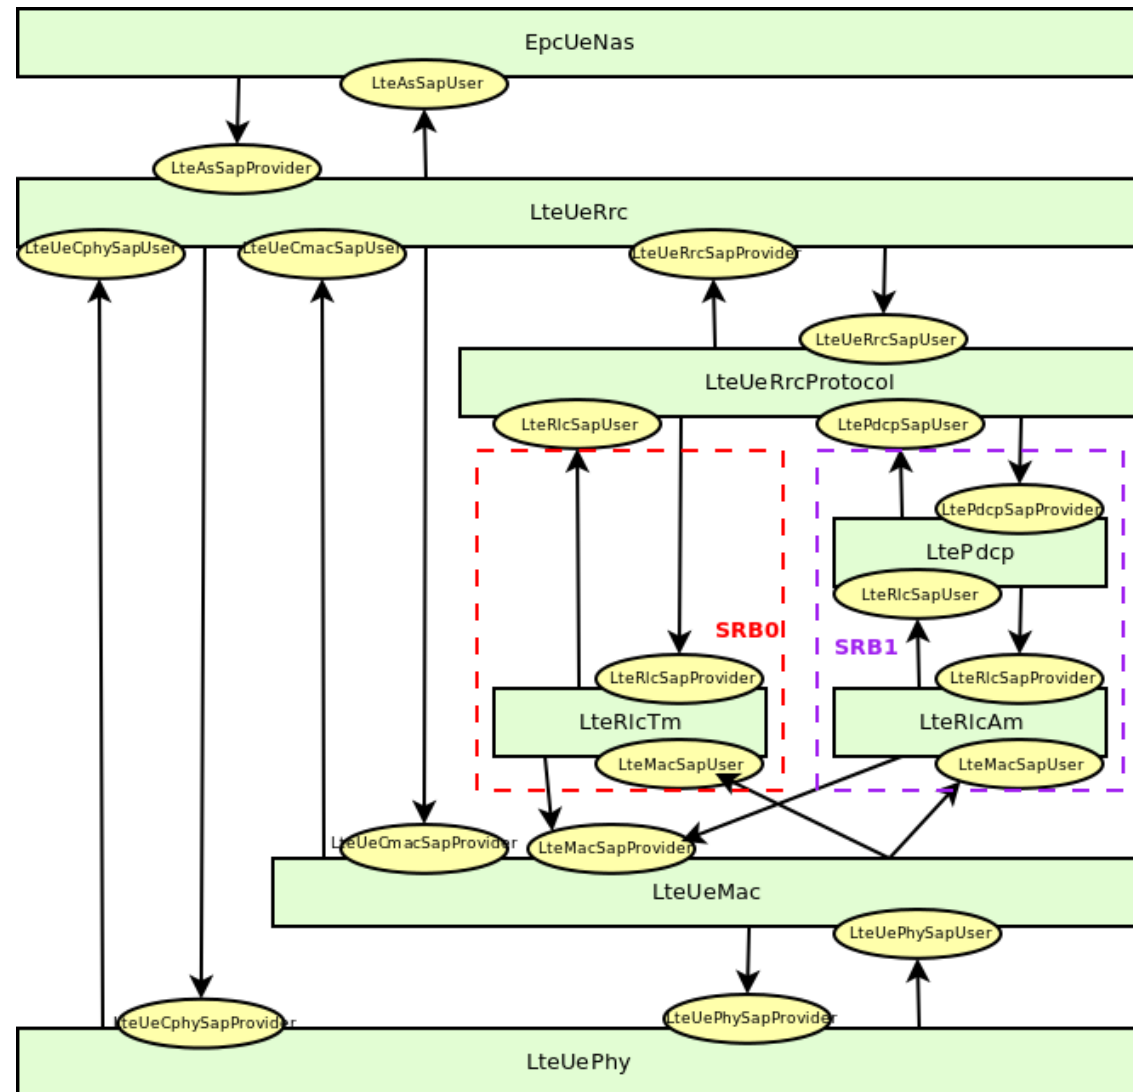 EpcUeNas
LteAsSapUser
LteAsSapProvider
LteUeRrc
LteUeCphySapUser
LteUeCmacSapUser
LteUeRrcSapProvider
LteUeRrcSapUser
LteUeRrcProtocol
LteRlcSapUser
LtePdcpSapUser
LtePdcpSapProvider
LtePdcp
LteRlcSapUser
SRB0
SRB1
LteRlcSapProvider
LteRlcSapProvider
LteRlcTm
LteRlcAm
LteMacSapUser
LteMacSapUser
LteUeCmacSapProvider
LteMacSapProvider
LteUeMac
LteUePhySapUser
LteUeCphySapProvider
LteUePhySapProvider
LteUePhy